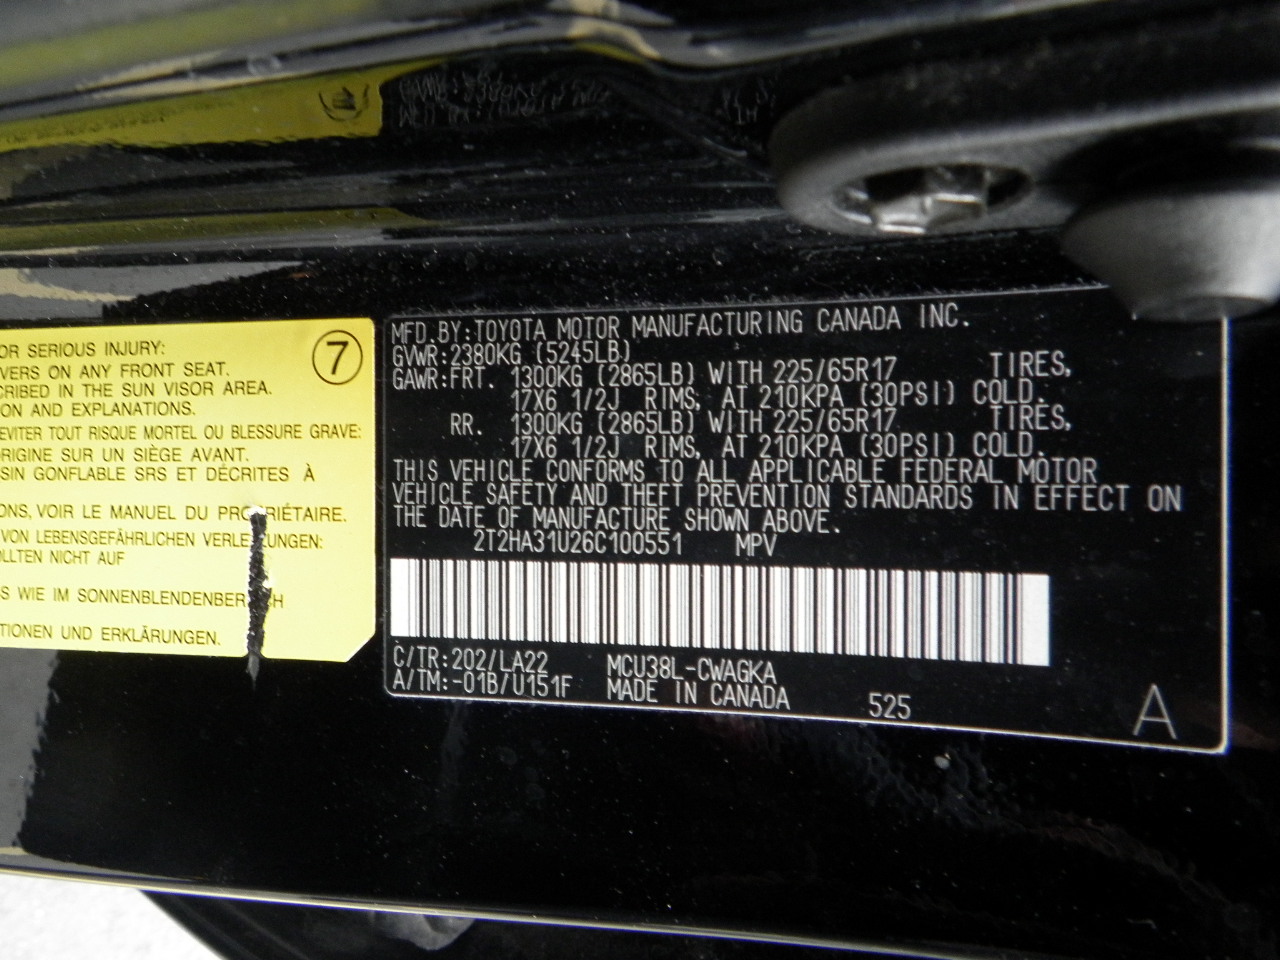 MFD BY:TOYOTA MOTOR MANUFACTURING CANADA INC.
GVWR:2380KG (5245LB)
GAWR:FRT. 1300KG (2865LB) WITH 225/65R17 TIRES,
17X6 1/2J RIMS, AT 210KPA (30PSI) COLD
RR. 1300KG (2865LB) WITH 225/65R17 TIRES,
17X6 1/2J RIMS, AT 210KPA (30PSI) COLD
THIS VEHICLE CONFORMS TO ALL APPLICABLE FEDERAL MOTOR
VEHICLE SAFETY AND THEFT PREVENTION STANDARDS IN EFFECT ON
THE DATE OF MANUFACTURE SHOWN ABOVE.
2T2HA31U26C100551 MPV
C/TR:202/LA22 MCU38L-CWAGKA
A/TM:-01B/U151F MADE IN CANADA 525
A
7
OR SERIOUS INJURY:
VERS ON ANY FRONT SEAT.
RIBED IN THE SUN VISOR AREA.
ON AND EXPLANATIONS.
EVITER TOUT RISQUE MORTEL OU BLESSURE GRAVE:
RIGINE SUR UN SIÈGE AVANT.
SIN GONFLABLE SRS ET DÉCRITES À
ONS, VOIR LE MANUEL DU PROPRIÉTAIRE.
VON LEBENSGEFÄHRLICHEN VERLETZUNGEN:
LLTEN NICHT AUF
S WIE IM SONNENBLENDENBEREICH
TIONEN UND ERKLÄRUNGEN.